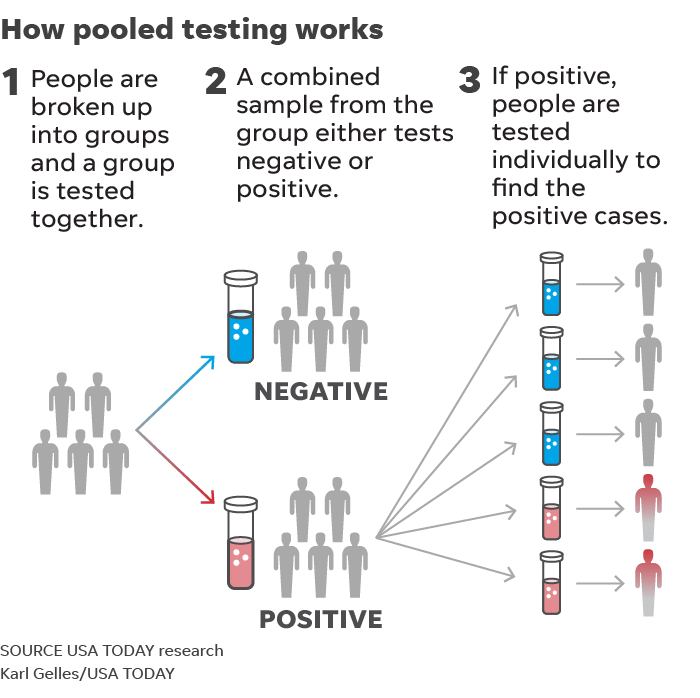 How pooled testing works
1 People are
broken up
into groups
and a group
is tested
together.
2 A combined
sample from the
group either tests
negative or
positive.
3 If positive,
people are
tested
individually to
find the
positive cases.
NEGATIVE
POSITIVE
SOURCE USA TODAY research
Karl Gelles/USA TODAY